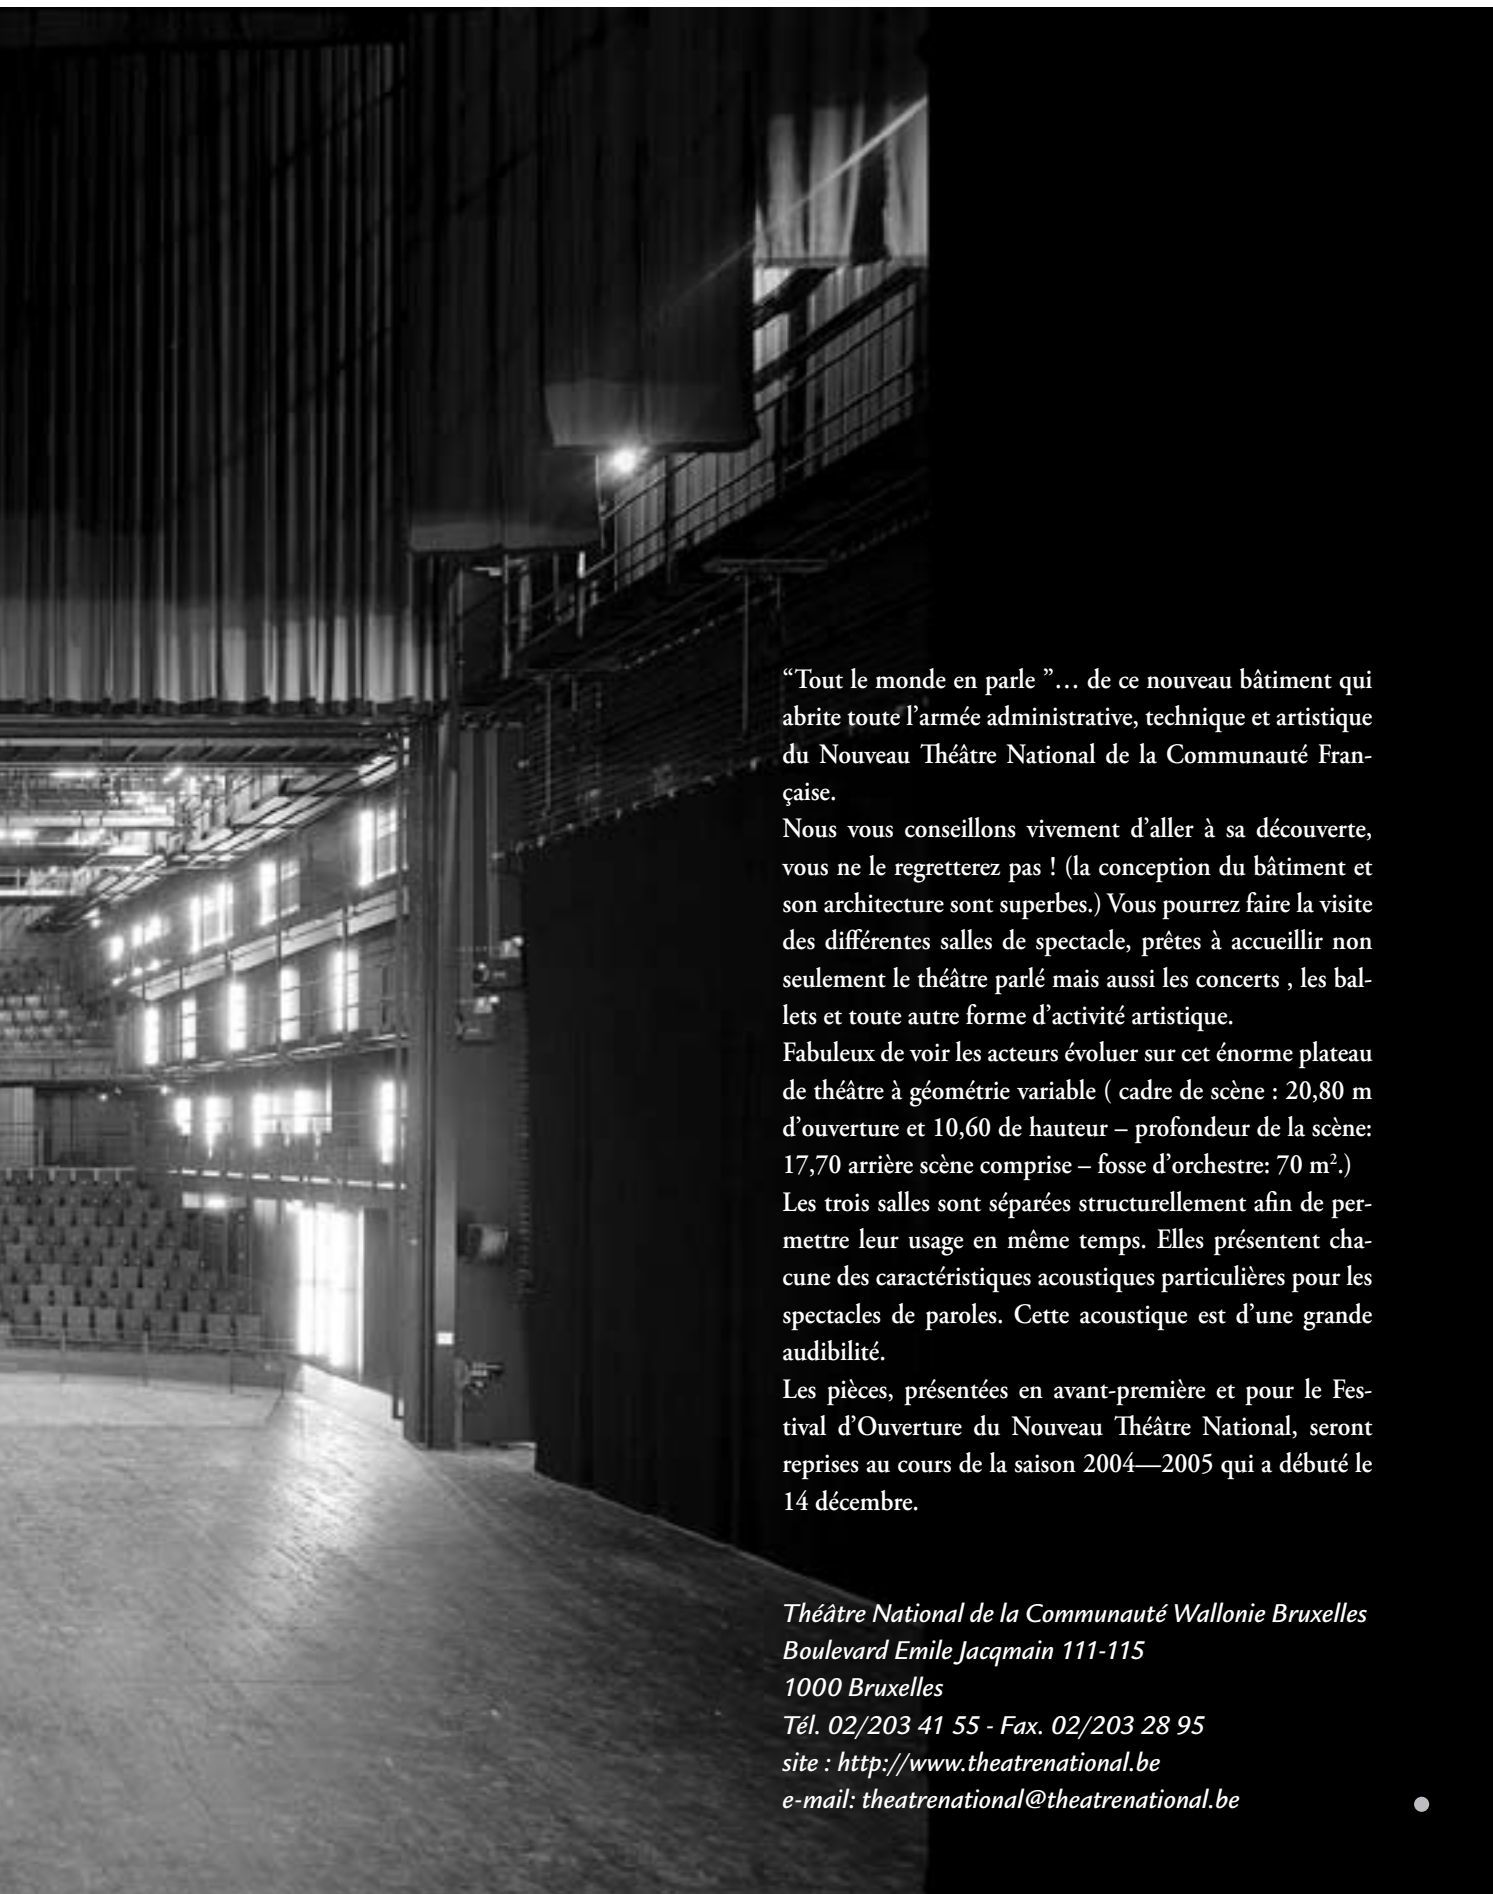 “Tout le monde en parle ”… de ce nouveau bâtiment qui
abrite toute l’armée administrative, technique et artistique
du Nouveau Théâtre National de la Communauté Fran-
çaise.
Nous vous conseillons vivement d’aller à sa découverte,
vous ne le regretterez pas ! (la conception du bâtiment et
son architecture sont superbes.) Vous pourrez faire la visite
des différentes salles de spectacle, prêtes à accueillir non
seulement le théâtre parlé mais aussi les concerts , les bal-
lets et toute autre forme d’activité artistique.
Fabuleux de voir les acteurs évoluer sur cet énorme plateau
de théâtre à géométrie variable ( cadre de scène : 20,80 m
d’ouverture et 10,60 de hauteur – profondeur de la scène:
17,70 arrière scène comprise – fosse d’orchestre: 70 m².)
Les trois salles sont séparées structurellement afin de per-
mettre leur usage en même temps. Elles présentent cha-
cune des caractéristiques acoustiques particulières pour les
spectacles de paroles. Cette acoustique est d’une grande
audibilité.
Les pièces, présentées en avant-première et pour le Fes-
tival d’Ouverture du Nouveau Théâtre National, seront
reprises au cours de la saison 2004—2005 qui a débuté le
14 décembre.
Théâtre National de la Communauté Wallonie Bruxelles
Boulevard Emile Jacqmain 111-115
1000 Bruxelles
Tél. 02/203 41 55 - Fax. 02/203 28 95
site : http://www.theatrenational.be
e-mail: theatrenational@theatrenational.be